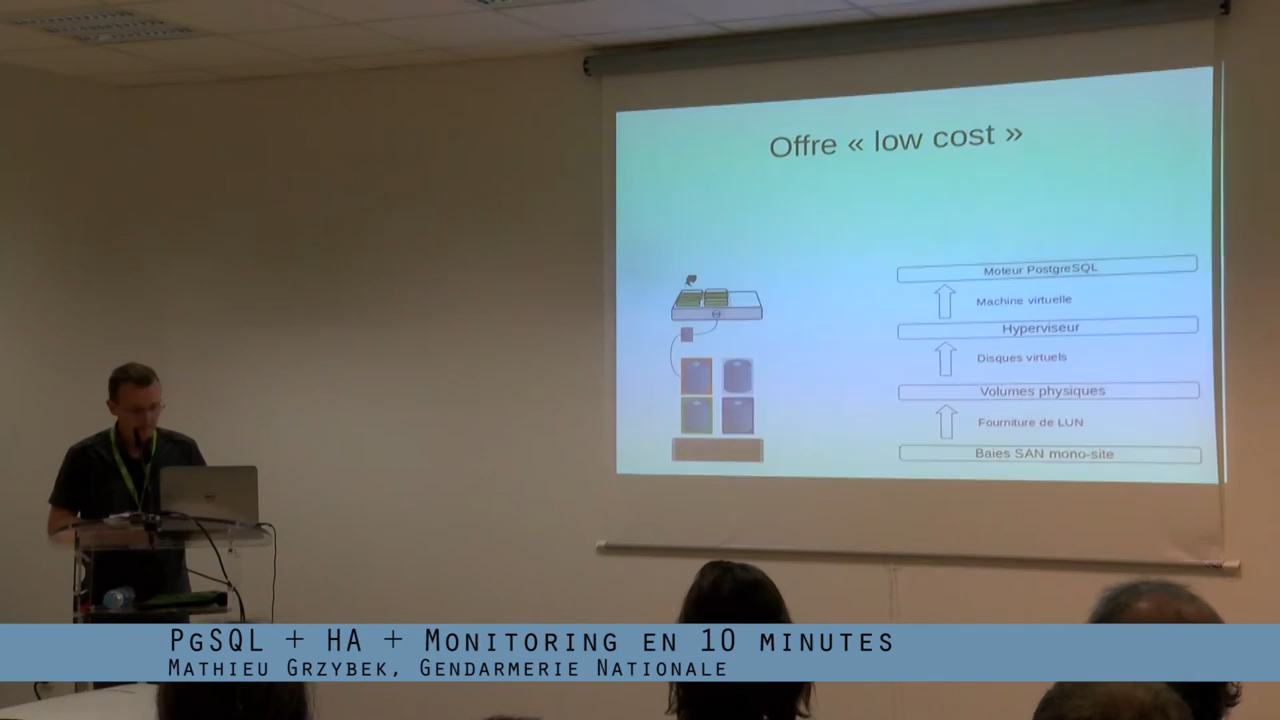 Offre « low cost »
Moteur PostgreSQL
Machine virtuelle
Hyperviseur
Disques virtuels
Volumes physiques
Fourniture de LUN
Baies SAN mono-site
PgSQL + HA + Monitoring en 10 minutes
Mathieu Grzybek, Gendarmerie Nationale